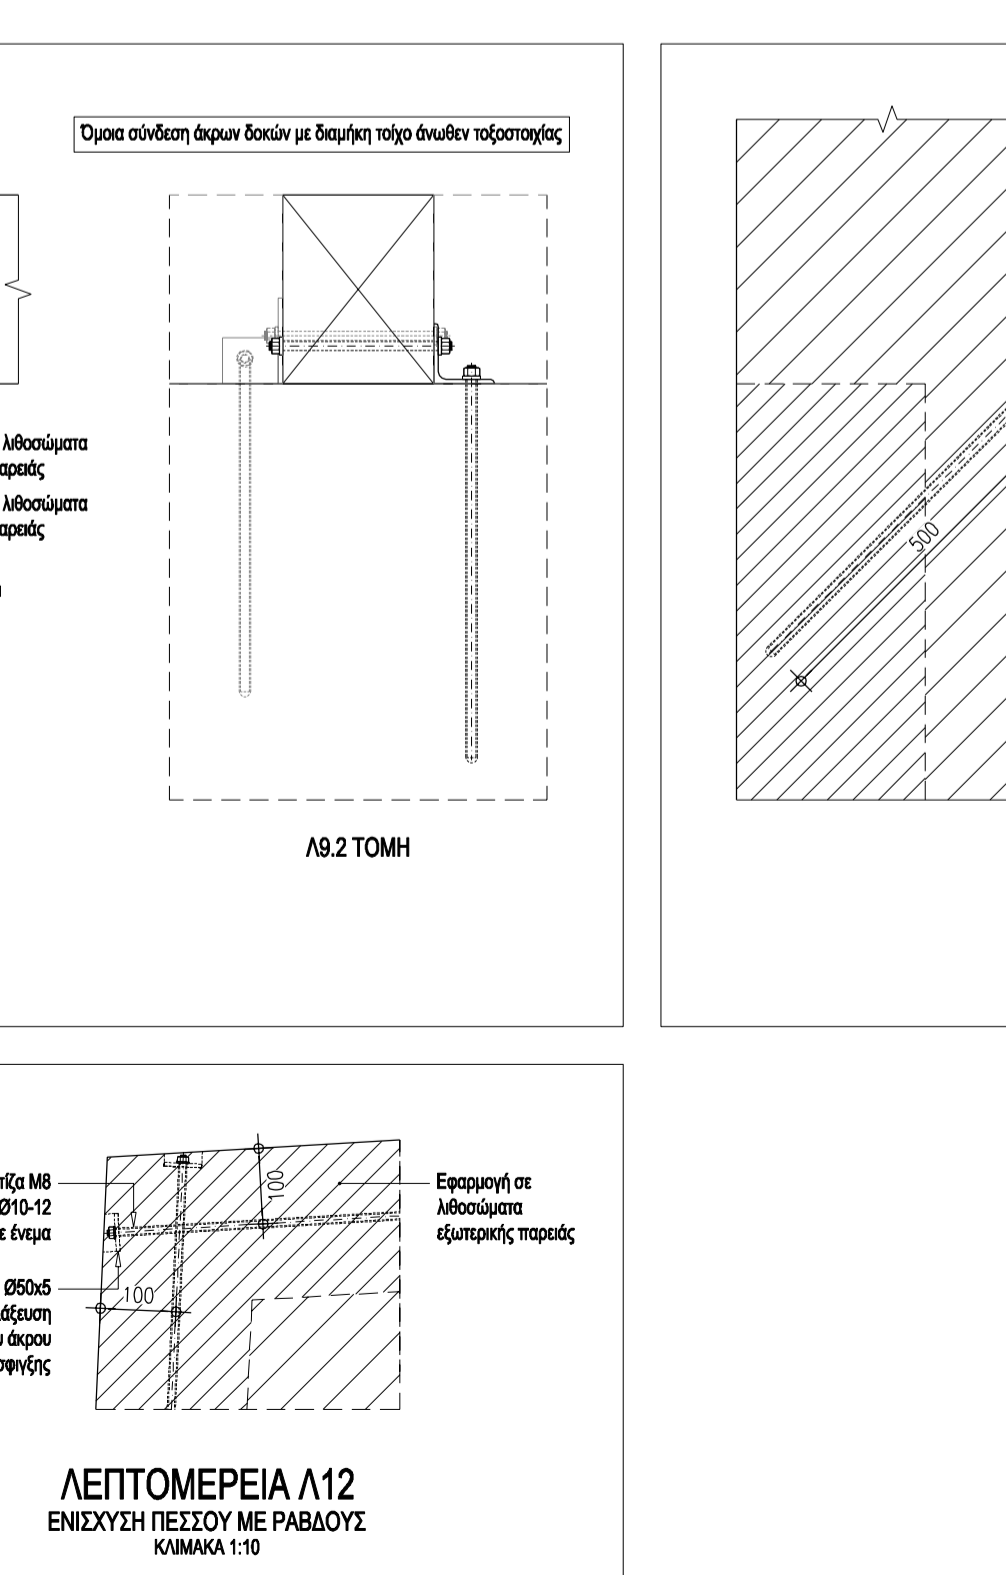 Όμοια σύνδεση άκρων δοκών με διαμήκη τοίχο άνωθεν τοξοστοιχίας
λιθοσώματα
αρειάς
λιθοσώματα
αρειάς
500
Λ9.2 ΤΟΜΗ
τίζα Μ8
Ø10-12
ε ένεμα
Ø50x5
άξευση
υ άκρου
σφιγξης
100
100
Εφαρμογή σε
λιθοσώματα
εξωτερικής παρειάς
ΛΕΠΤΟΜΕΡΕΙΑ Λ12
ΕΝΙΣΧΥΣΗ ΠΕΣΣΟΥ ΜΕ ΡΑΒΔΟΥΣ
ΚΛΙΜΑΚΑ 1:10